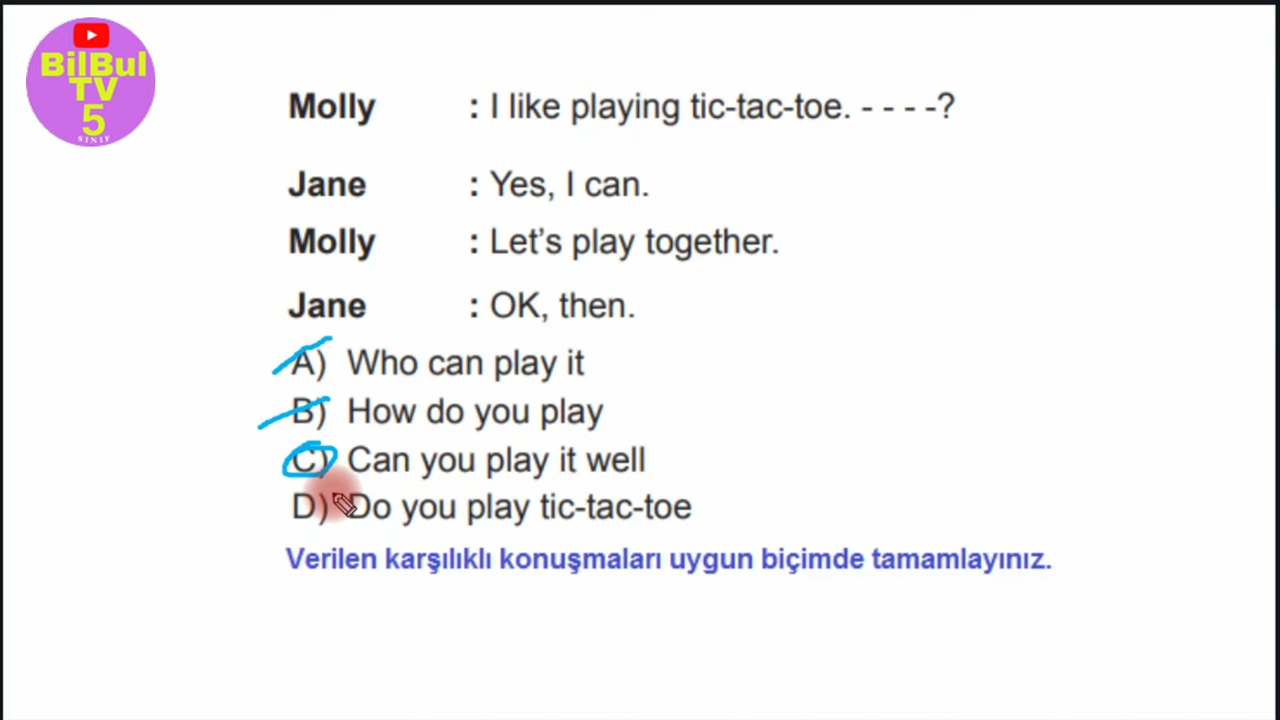 BilBul
TV
5
SINIF
Molly : I like playing tic-tac-toe. - - - -?
Jane : Yes, I can.
Molly : Let’s play together.
Jane : OK, then.
A) Who can play it
B) How do you play
C) Can you play it well
D) Do you play tic-tac-toe
Verilen karşılıklı konuşmaları uygun biçimde tamamlayınız.